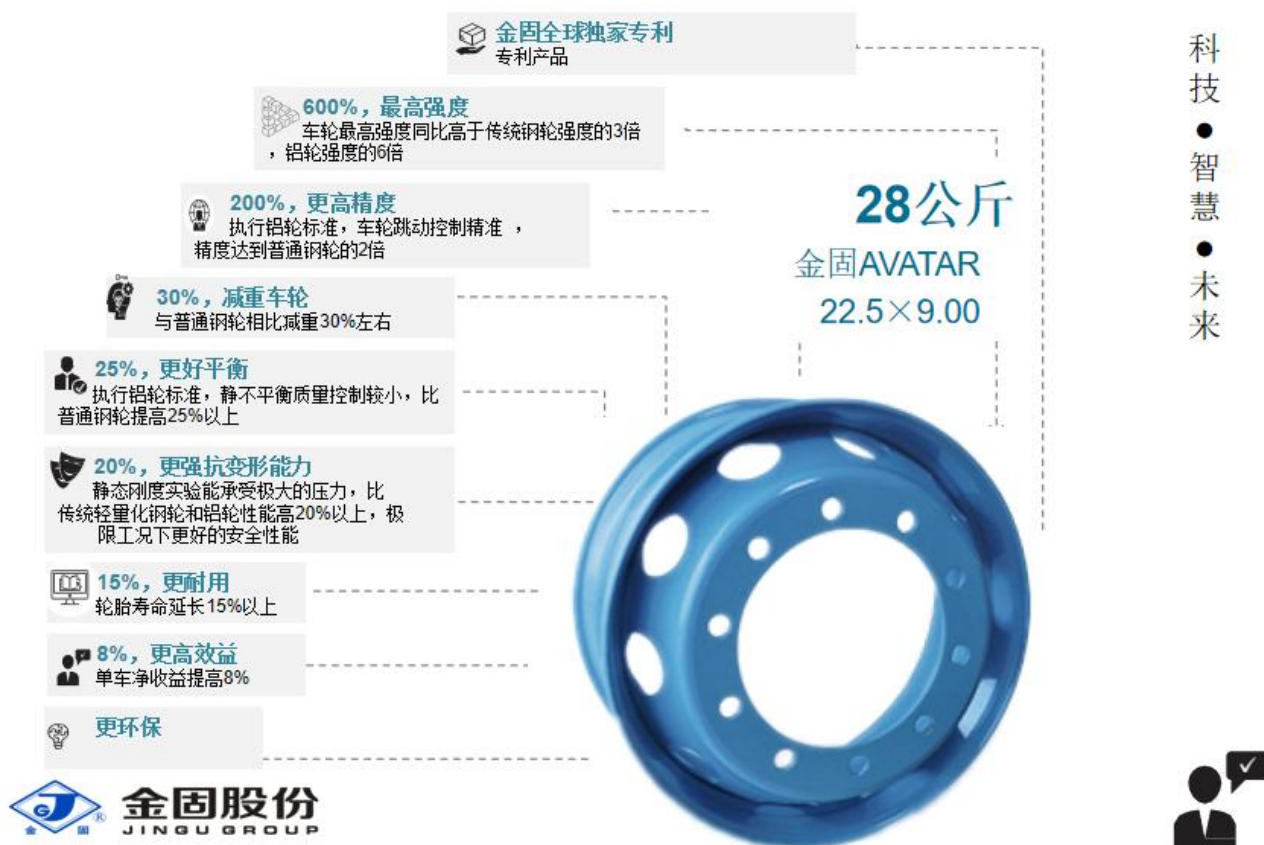 金固全球独家专利
专利产品
600%，最高强度
车轮最高强度同比高于传统钢轮强度的3倍
，铝轮强度的6倍
200%，更高精度
执行铝轮标准，车轮跳动控制精准 ，
精度达到普通钢轮的2倍
30%，减重车轮
与普通钢轮相比减重30%左右
25%，更好平衡
执行铝轮标准，静不平衡质量控制较小，比
普通钢轮提高25%以上
20%，更强抗变形能力
静态刚度实验能承受极大的压力，比
传统轻量化钢轮和铝轮性能高20%以上，极
限工况下更好的安全性能
15%，更耐用
轮胎寿命延长15%以上
8%，更高效益
单车净收益提高8%
更环保
28公斤
金固AVATAR
22.5×9.00
科技●智慧●未来
GJ
®
金固
金固股份
JINGU GROUP